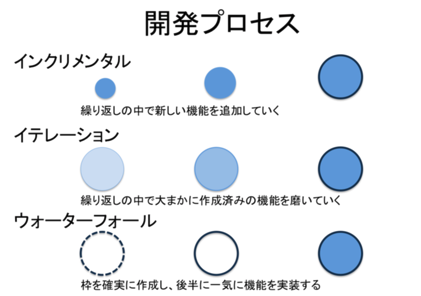 開発プロセス
インクリメンタル
繰り返しの中で新しい機能を追加していく
イテレーション
繰り返しの中で大まかに作成済みの機能を磨いていく
ウォーターフォール
枠を確実に作成し、後半に一気に機能を実装する